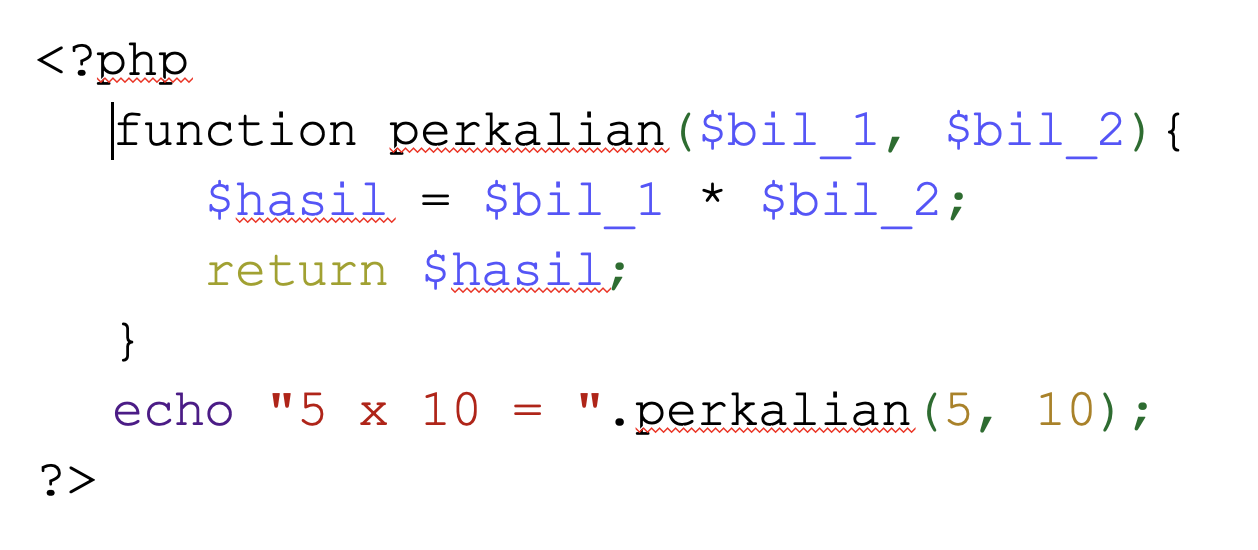 <?php
function perkalian($bil_1, $bil_2){
$hasil = $bil_1 * $bil_2;
return $hasil;
}
echo "5 x 10 = ".perkalian(5, 10);
?>